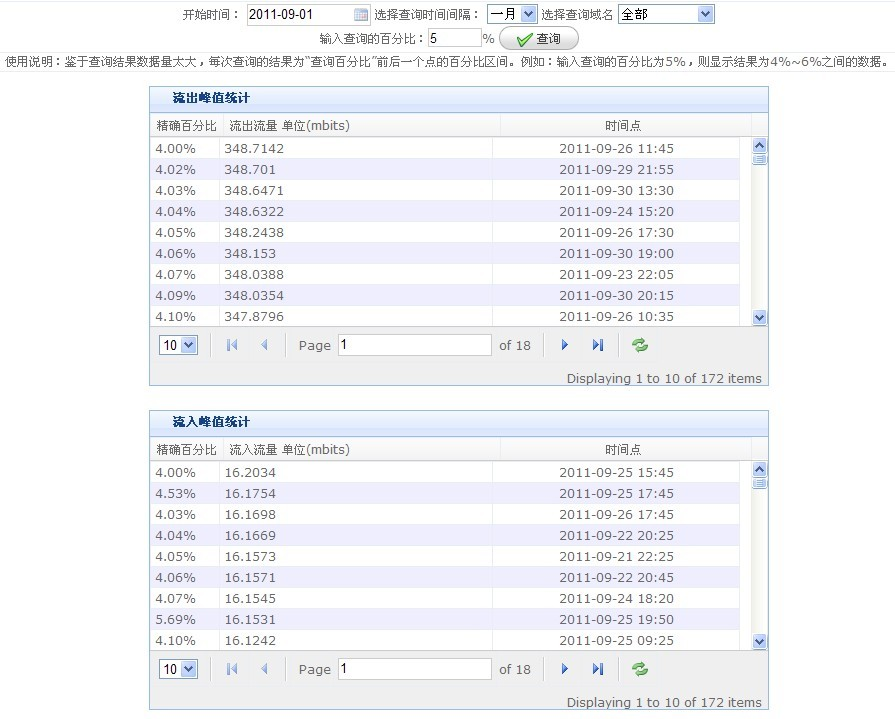 开始时间： 2011-09-01 选择查询时间间隔： 一月 选择查询域名 全部
输入查询的百分比：5 % 查询
使用说明：鉴于查询结果数据量太大，每次查询的结果为“查询百分比”前后一个点的百分比区间。例如：输入查询的百分比为5%，则显示结果为4%~6%之间的数据。
流出峰值统计
精确百分比 流出流量 单位(mbits) 时间点
4.00% 348.7142 2011-09-26 11:45
4.02% 348.701 2011-09-29 21:55
4.03% 348.6471 2011-09-30 13:30
4.04% 348.6322 2011-09-24 15:20
4.05% 348.2438 2011-09-26 17:30
4.06% 348.153 2011-09-30 19:00
4.07% 348.0388 2011-09-23 22:05
4.09% 348.0354 2011-09-30 20:15
4.10% 347.8796 2011-09-26 10:35
10 Page 1 of 18
Displaying 1 to 10 of 172 items
流入峰值统计
精确百分比 流入流量 单位(mbits) 时间点
4.00% 16.2034 2011-09-25 15:45
4.53% 16.1754 2011-09-25 17:45
4.03% 16.1698 2011-09-26 17:45
4.04% 16.1669 2011-09-22 20:25
4.05% 16.1573 2011-09-21 22:25
4.06% 16.1571 2011-09-22 20:45
4.07% 16.1545 2011-09-24 18:20
5.69% 16.1531 2011-09-25 19:50
4.10% 16.1242 2011-09-25 09:25
10 Page 1 of 18
Displaying 1 to 10 of 172 items